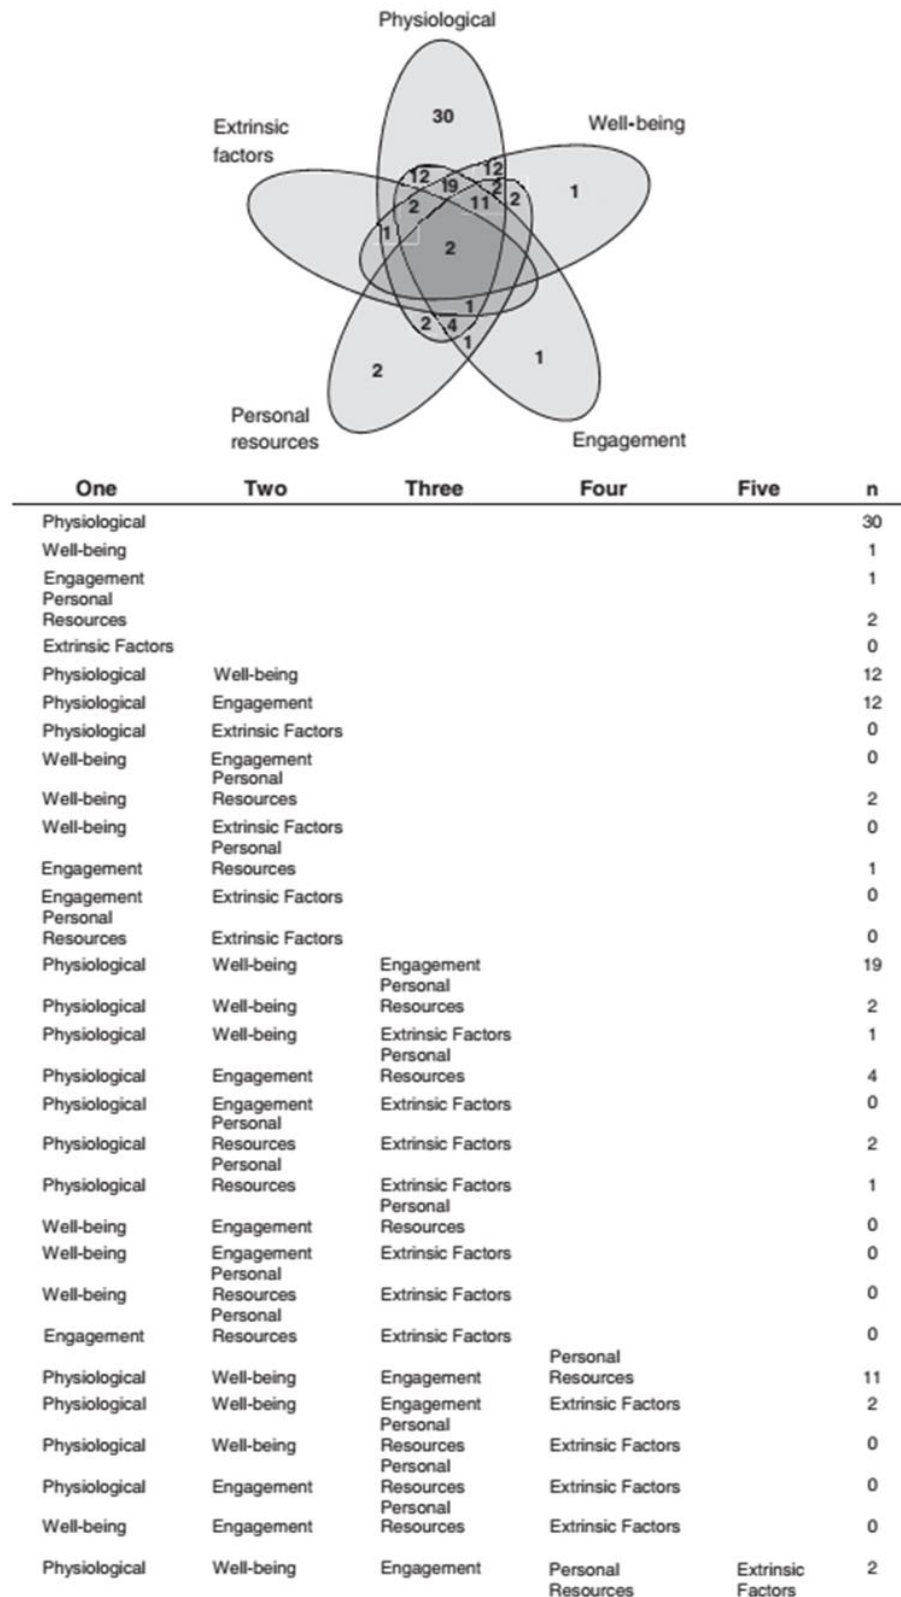 Physiological
Extrinsic
factors
Well-being
30
12
19
12
2
11
2
2
1
1
2
1
2
4
1
2
1
Personal
resources
Engagement
One Two Three Four Five n
Physiological 30
Well-being 1
Engagement 1
Personal
Resources 2
Extrinsic Factors 0
Physiological Well-being 12
Physiological Engagement 12
Physiological Extrinsic Factors 0
Well-being Engagement 0
Personal
Well-being Resources 2
Well-being Extrinsic Factors 0
Personal
Engagement Resources 1
Engagement Extrinsic Factors 0
Personal
Resources Extrinsic Factors 0
Physiological Well-being Engagement 19
Personal
Physiological Well-being Resources 2
Physiological Well-being Extrinsic Factors 1
Personal
Physiological Engagement Resources 4
Physiological Engagement Extrinsic Factors 0
Personal
Physiological Resources Extrinsic Factors 2
Personal
Physiological Resources Extrinsic Factors 1
Personal
Well-being Engagement Resources 0
Well-being Engagement Extrinsic Factors 0
Personal
Well-being Resources Extrinsic Factors 0
Personal
Engagement Resources Extrinsic Factors 0
Personal
Physiological Well-being Engagement Resources 11
Physiological Well-being Engagement Extrinsic Factors 2
Personal
Physiological Well-being Resources Extrinsic Factors 0
Personal
Physiological Engagement Resources Extrinsic Factors 0
Personal
Well-being Engagement Resources Extrinsic Factors 0
Physiological Well-being Engagement Personal Extrinsic 2
Resources Factors